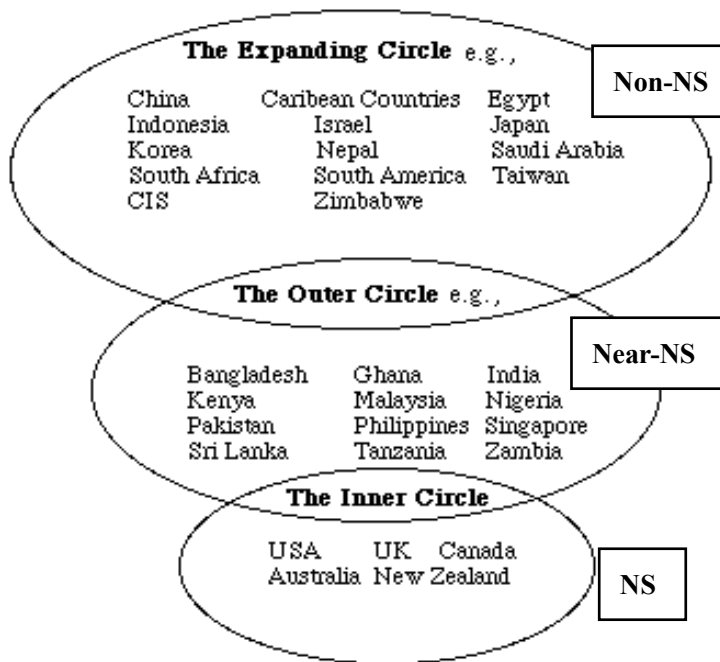 The Expanding Circle e.g.,
Non-NS
China Caribean Countries Egypt
Indonesia Israel Japan
Korea Nepal Saudi Arabia
South Africa South America Taiwan
CIS Zimbabwe
The Outer Circle e.g.,
Near-NS
Bangladesh Ghana India
Kenya Malaysia Nigeria
Pakistan Philippines Singapore
Sri Lanka Tanzania Zambia
The Inner Circle
USA UK Canada
Australia New Zealand
NS